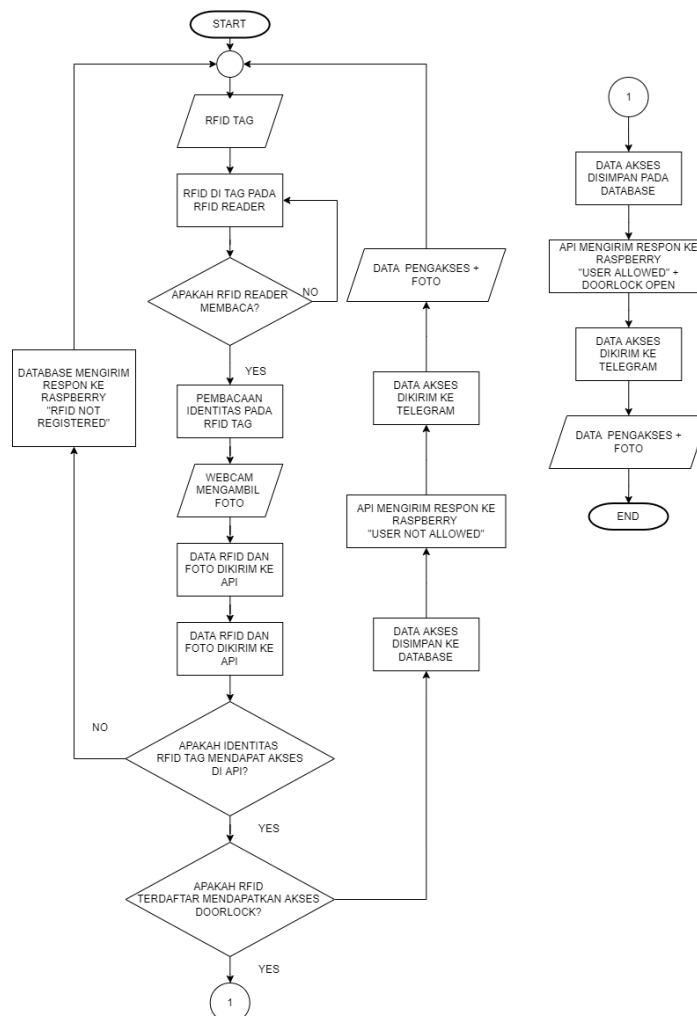 START
RFID TAG
RFID DI TAG PADA
RFID READER
APAKAH RFID READER
MEMBACA?
NO
YES
PEMBACAAN
IDENTITAS PADA
RFID TAG
WEBCAM
MENGAMBIL
FOTO
DATA RFID DAN
FOTO DIKIRIM KE
API
DATA RFID DAN
FOTO DIKIRIM KE
API
APAKAH IDENTITAS
RFID TAG MENDAPAT AKSES
DI API?
NO
DATABASE MENGIRIM
RESPON KE
RASPBERRY
"RFID NOT
REGISTERED"
YES
APAKAH RFID
TERDAFTAR MENDAPATKAN AKSES
DOORLOCK?
YES
1
DATA AKSES
DISIMPAN KE
DATABASE
API MENGIRIM RESPON KE
RASPBERRY
"USER NOT ALLOWED"
DATA AKSES
DIKIRIM KE
TELEGRAM
DATA PENGAKSES +
FOTO
1
DATA AKSES
DISIMPAN PADA
DATABASE
API MENGIRIM RESPON KE
RASPBERRY
"USER ALLOWED" +
DOORLOCK OPEN
DATA AKSES
DIKIRIM KE
TELEGRAM
DATA PENGAKSES +
FOTO
END